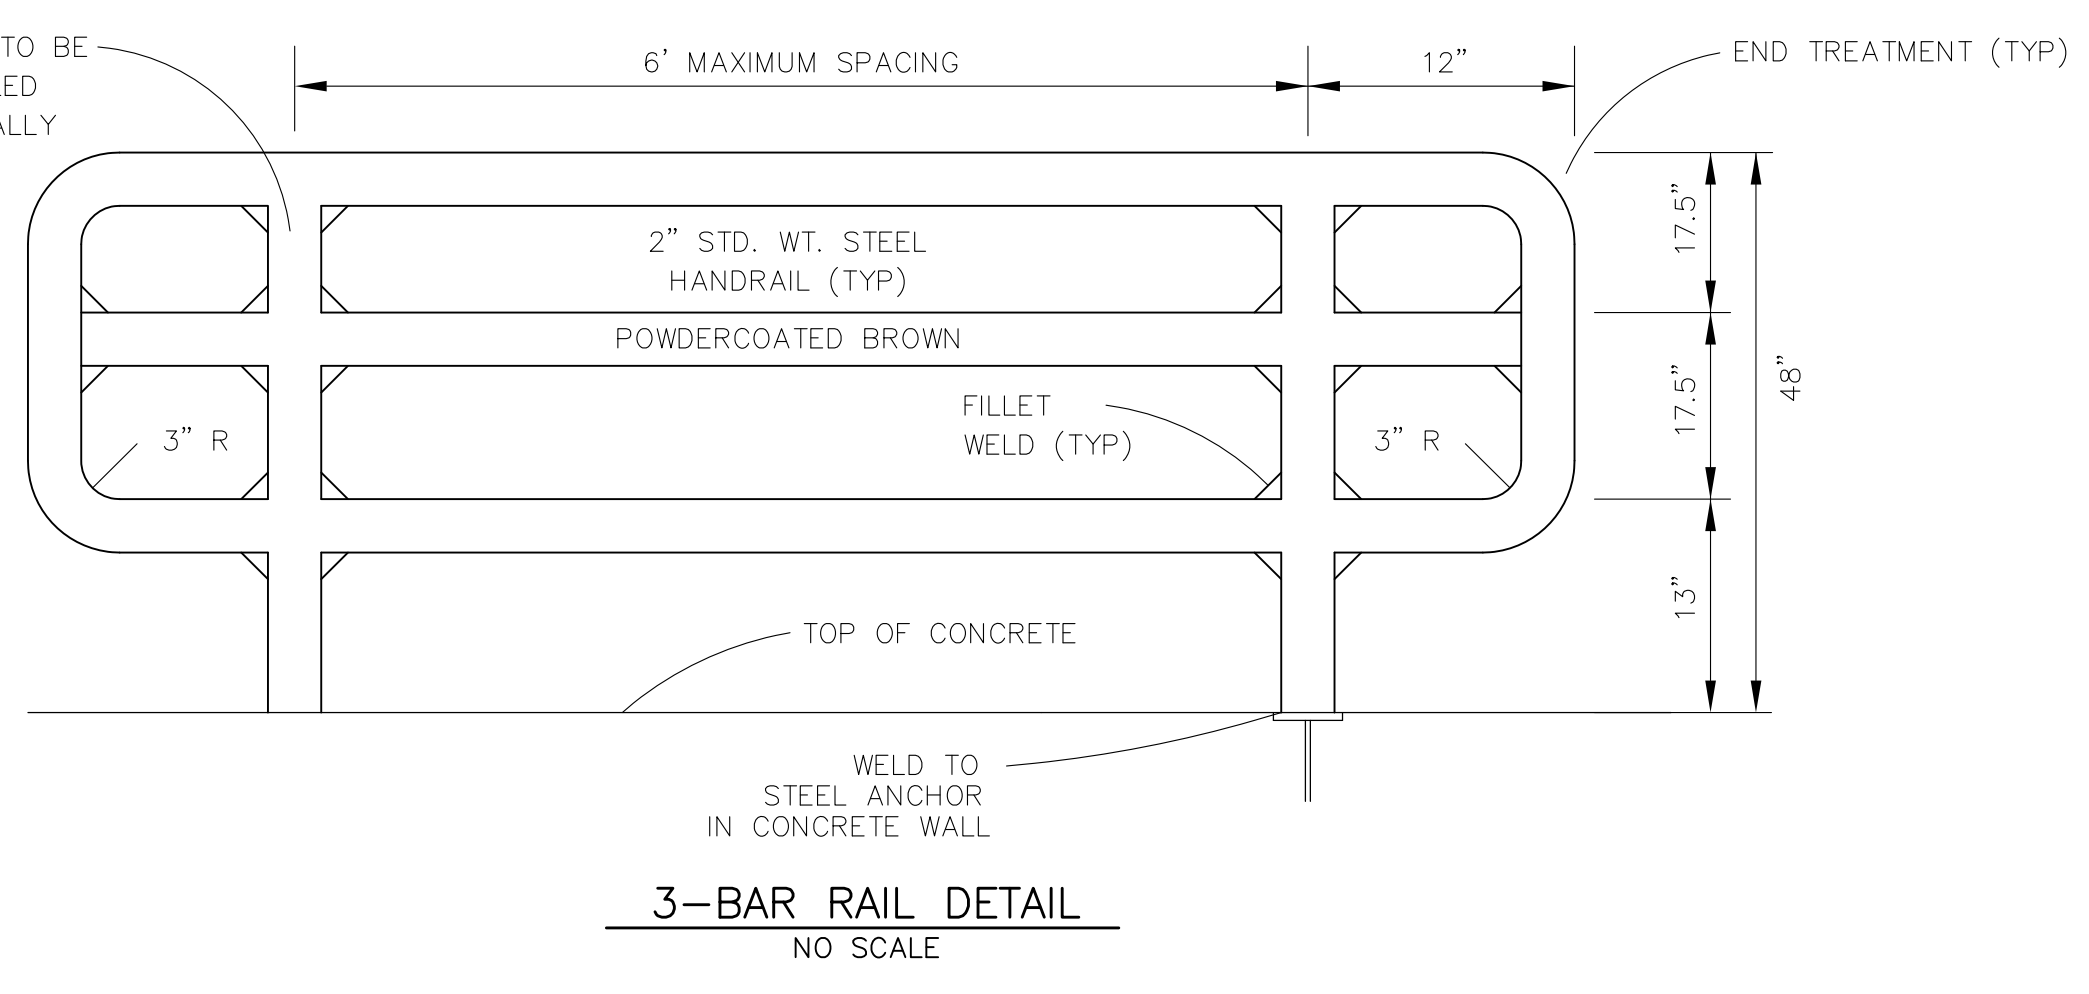 TO BE
6’ MAXIMUM SPACING
12”
END TREATMENT (TYP)
17.5”
2” STD. WT. STEEL
HANDRAIL (TYP)
POWDERCOATED BROWN
17.5”
48”
FILLET
WELD (TYP)
3” R
3” R
13”
TOP OF CONCRETE
WELD TO
STEEL ANCHOR
IN CONCRETE WALL
3-BAR RAIL DETAIL
NO SCALE